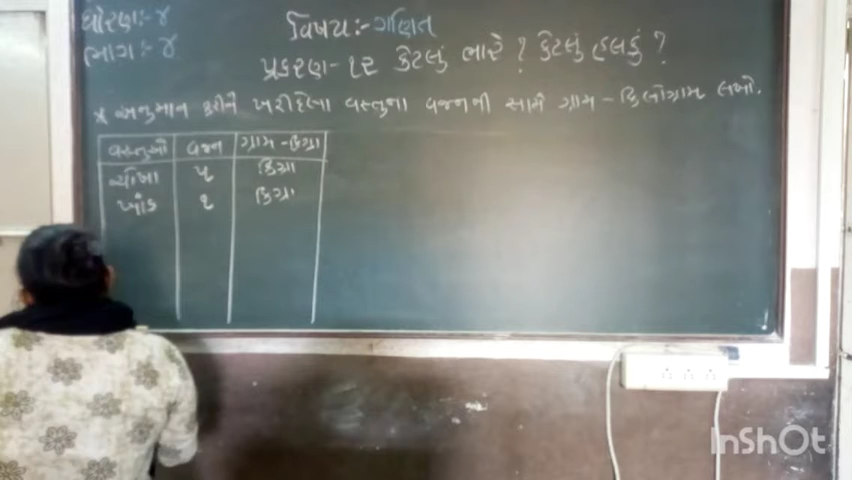 ધોરણ:-૪
ભાગ:-૪
વિષય:-ગણિત
પ્રકરણ-૧૨ કેટલું ભારે? કેટલું હલકું?
* અનુમાન કરીને ખરીદેલા વસ્તુના વજનની સામે ગ્રામ-કિલોગ્રામ લખો.
વસ્તુઓ વજન ગ્રામ-કિગ્રા
ચોખા ૫ કિગ્રા
ખાંડ ૧ કિગ્રા
InShOt